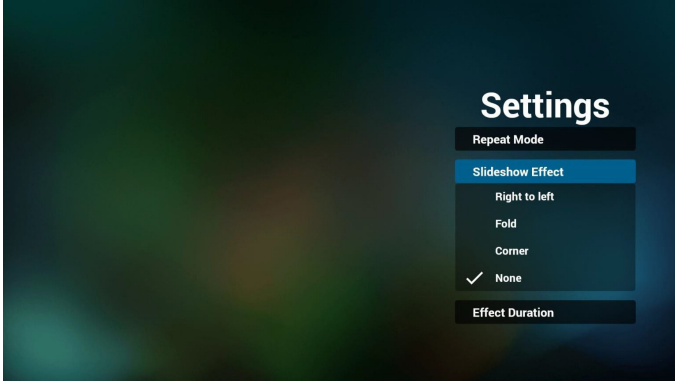 Settings
Repeat Mode
Slideshow Effect
Right to left
Fold
Corner
None
Effect Duration